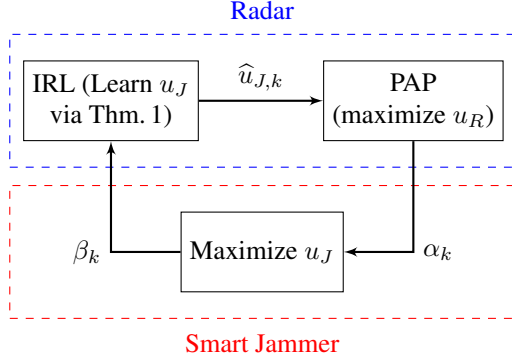 Radar
IRL (Learn u_J
via Thm. 1)
û_{J,k}
PAP
(maximize u_R)
β_k
Maximize u_J
α_k
Smart Jammer